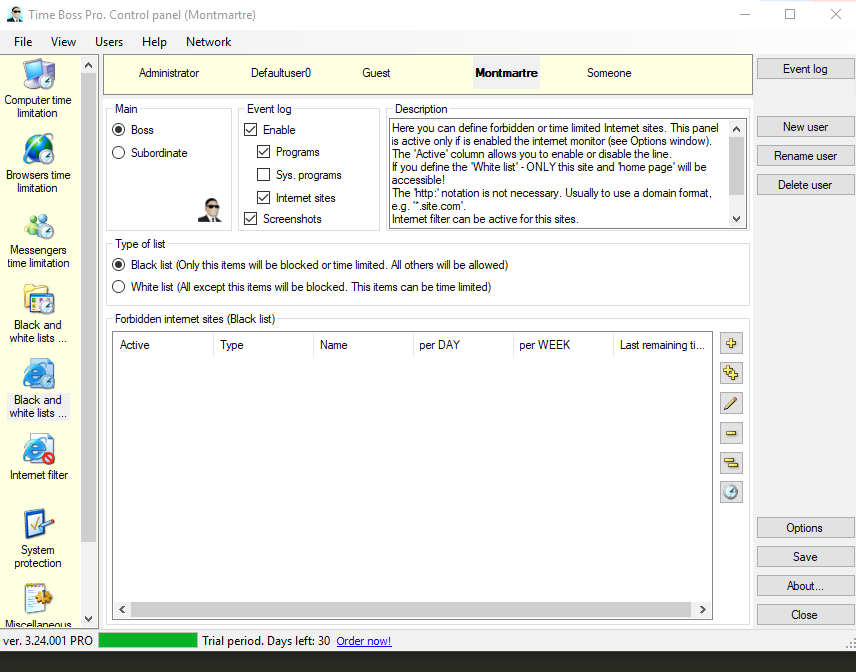 Time Boss Pro. Control panel (Montmartre)
File View Users Help Network
Computer time
limitation
Browsers time
limitation
Messengers
time limitation
Black and
white lists ...
Black and
white lists ...
Internet filter
System
protection
Miscellaneous
Administrator Defaultuser0 Guest Montmartre Someone
Main
Boss
Subordinate
Event log
Enable
Programs
Sys. programs
Internet sites
Screenshots
Description
Here you can define forbidden or time limited Internet sites. This panel
is active only if is enabled the internet monitor (see Options window).
The 'Active' column allows you to enable or disable the line.
If you define the 'White list' - ONLY this site and 'home page' will be
accessible!
The 'http:' notation is not necessary. Usually to use a domain format,
e.g. '*.site.com'.
Internet filter can be active for this sites.
Type of list
Black list (Only this items will be blocked or time limited. All others will be allowed)
White list (All except this items will be blocked. This items can be time limited)
Forbidden internet sites (Black list)
Active Type Name per DAY per WEEK Last remaining ti...
Event log
New user
Rename user
Delete user
Options
Save
About...
Close
ver. 3.24.001 PRO Trial period. Days left: 30 Order now!